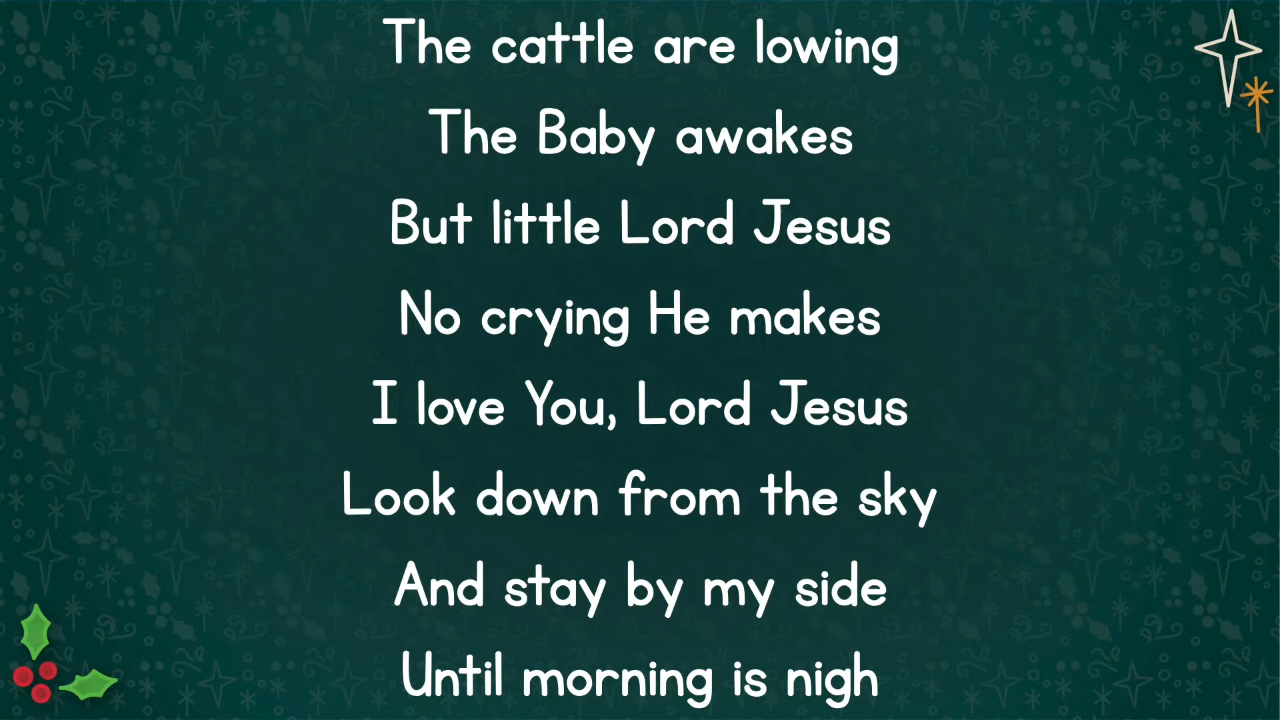 The cattle are lowing
The Baby awakes
But little Lord Jesus
No crying He makes
I love You, Lord Jesus
Look down from the sky
And stay by my side
Until morning is nigh